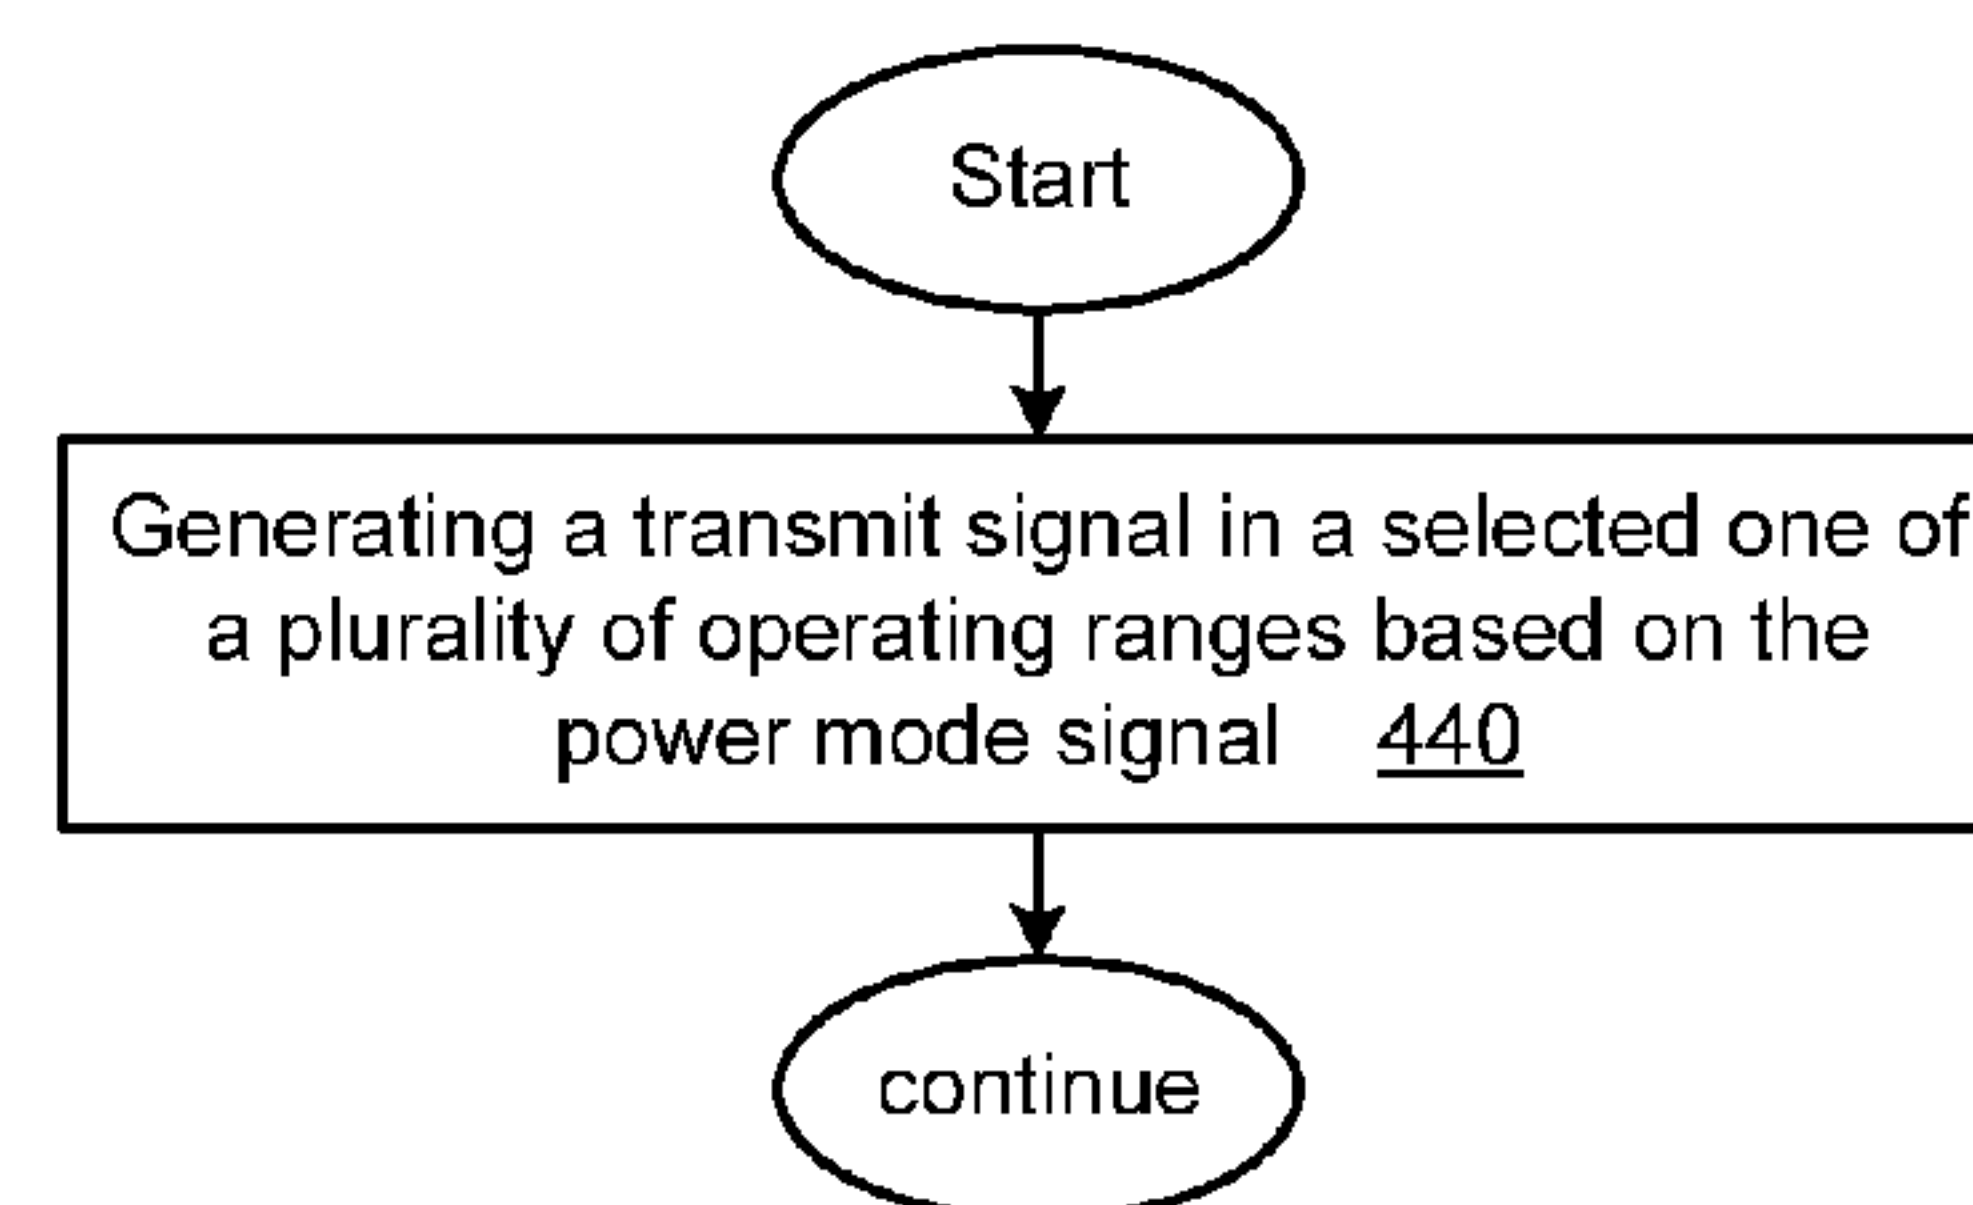 Start
Generating a transmit signal in a selected one of
a plurality of operating ranges based on the
power mode signal 440
continue